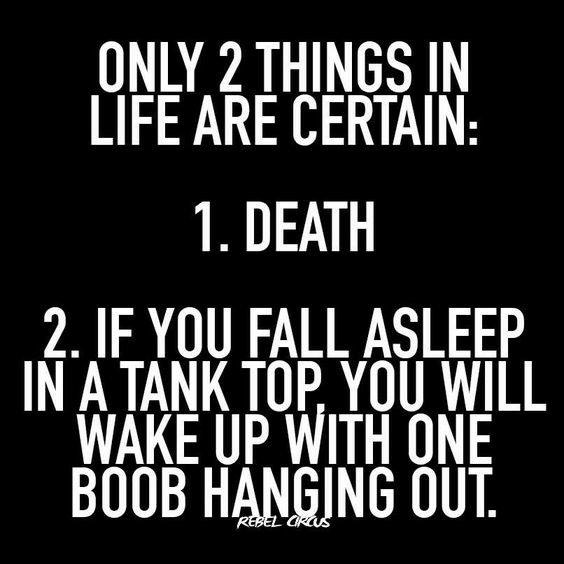 ONLY 2 THINGS IN
LIFE ARE CERTAIN:
1. DEATH
2. IF YOU FALL ASLEEP
IN A TANK TOP, YOU WILL
WAKE UP WITH ONE
BOOB HANGING OUT.
REBEL CIRCUS